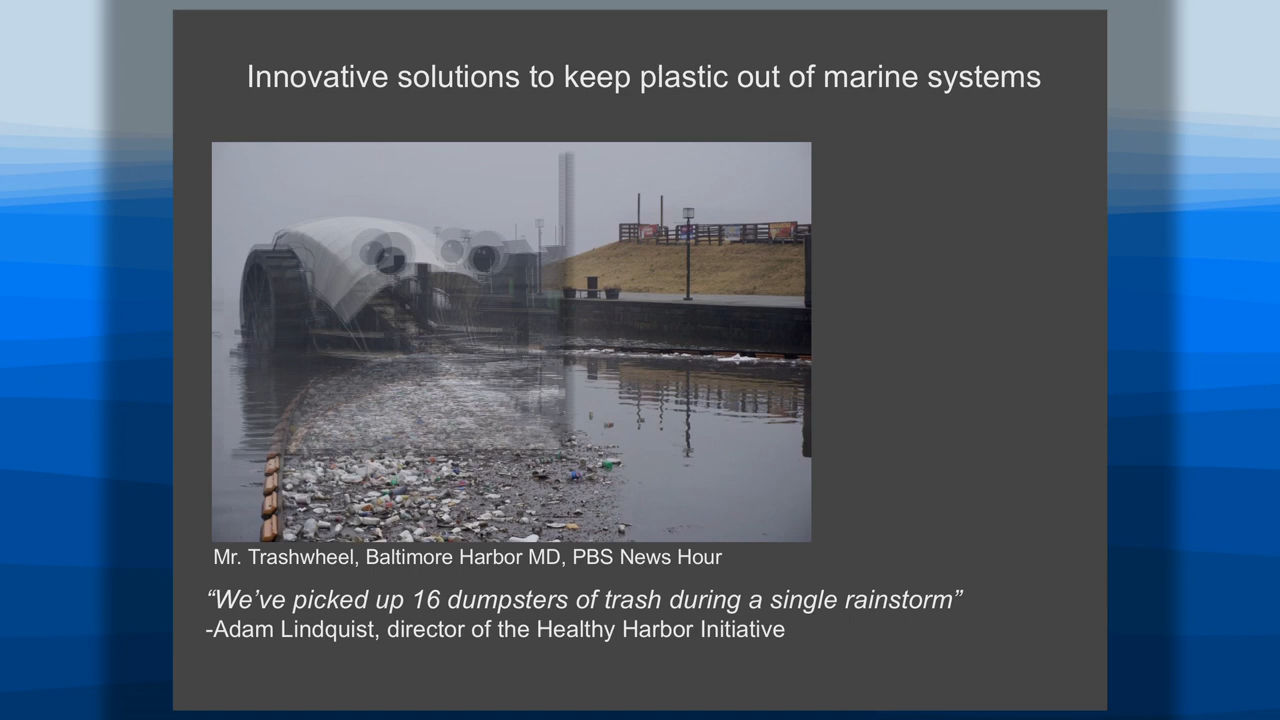 Innovative solutions to keep plastic out of marine systems
Mr. Trashwheel, Baltimore Harbor MD, PBS News Hour
“We’ve picked up 16 dumpsters of trash during a single rainstorm”
-Adam Lindquist, director of the Healthy Harbor Initiative